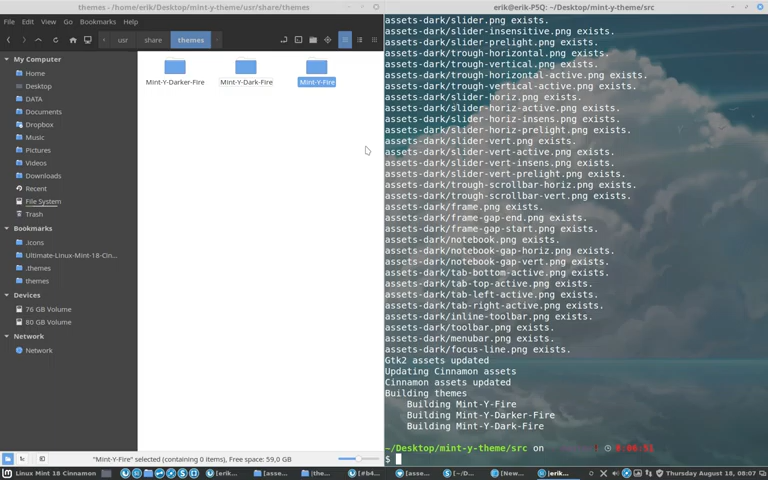 themes - /home/erik/Desktop/mint-y-theme/usr/share/themes
File Edit View Go Bookmarks Help
usr share themes
My Computer
Home
Desktop
DATA
Documents
Dropbox
Music
Pictures
Videos
Downloads
Recent
File System
Trash
Bookmarks
.icons
Ultimate-Linux-Mint-18-Cin...
.themes
themes
Devices
76 GB Volume
80 GB Volume
Network
Network
Mint-Y-Darker-Fire Mint-Y-Dark-Fire Mint-Y-Fire
"Mint-Y-Fire" selected (containing 0 items), Free space: 59,0 GB
erik@erik-P5Q: ~/Desktop/mint-y-theme/src
assets-dark/slider.png exists.
assets-dark/slider-insensitive.png exists.
assets-dark/slider-prelight.png exists.
assets-dark/trough-horizontal.png exists.
assets-dark/trough-vertical.png exists.
assets-dark/trough-horizontal-active.png exists.
assets-dark/trough-vertical-active.png exists.
assets-dark/slider-horiz.png exists.
assets-dark/slider-horiz-active.png exists.
assets-dark/slider-horiz-insens.png exists.
assets-dark/slider-horiz-prelight.png exists.
assets-dark/slider-vert.png exists.
assets-dark/slider-vert-active.png exists.
assets-dark/slider-vert-insens.png exists.
assets-dark/slider-vert-prelight.png exists.
assets-dark/trough-scrollbar-horiz.png exists.
assets-dark/trough-scrollbar-vert.png exists.
assets-dark/frame.png exists.
assets-dark/frame-gap-end.png exists.
assets-dark/frame-gap-start.png exists.
assets-dark/notebook.png exists.
assets-dark/notebook-gap-horiz.png exists.
assets-dark/notebook-gap-vert.png exists.
assets-dark/tab-bottom-active.png exists.
assets-dark/tab-top-active.png exists.
assets-dark/tab-left-active.png exists.
assets-dark/tab-right-active.png exists.
assets-dark/inline-toolbar.png exists.
assets-dark/toolbar.png exists.
assets-dark/menubar.png exists.
assets-dark/focus-line.png exists.
Gtk2 assets updated
Updating Cinnamon assets
Cinnamon assets updated
Building themes
Building Mint-Y-Fire
Building Mint-Y-Darker-Fire
Building Mint-Y-Dark-Fire
~/Desktop/mint-y-theme/src on
$
Linux Mint 18 Cinnamon [erik... [asse... [the... [#b4... [asse... [~/D... [New... [erik... Thursday August 18, 08:07